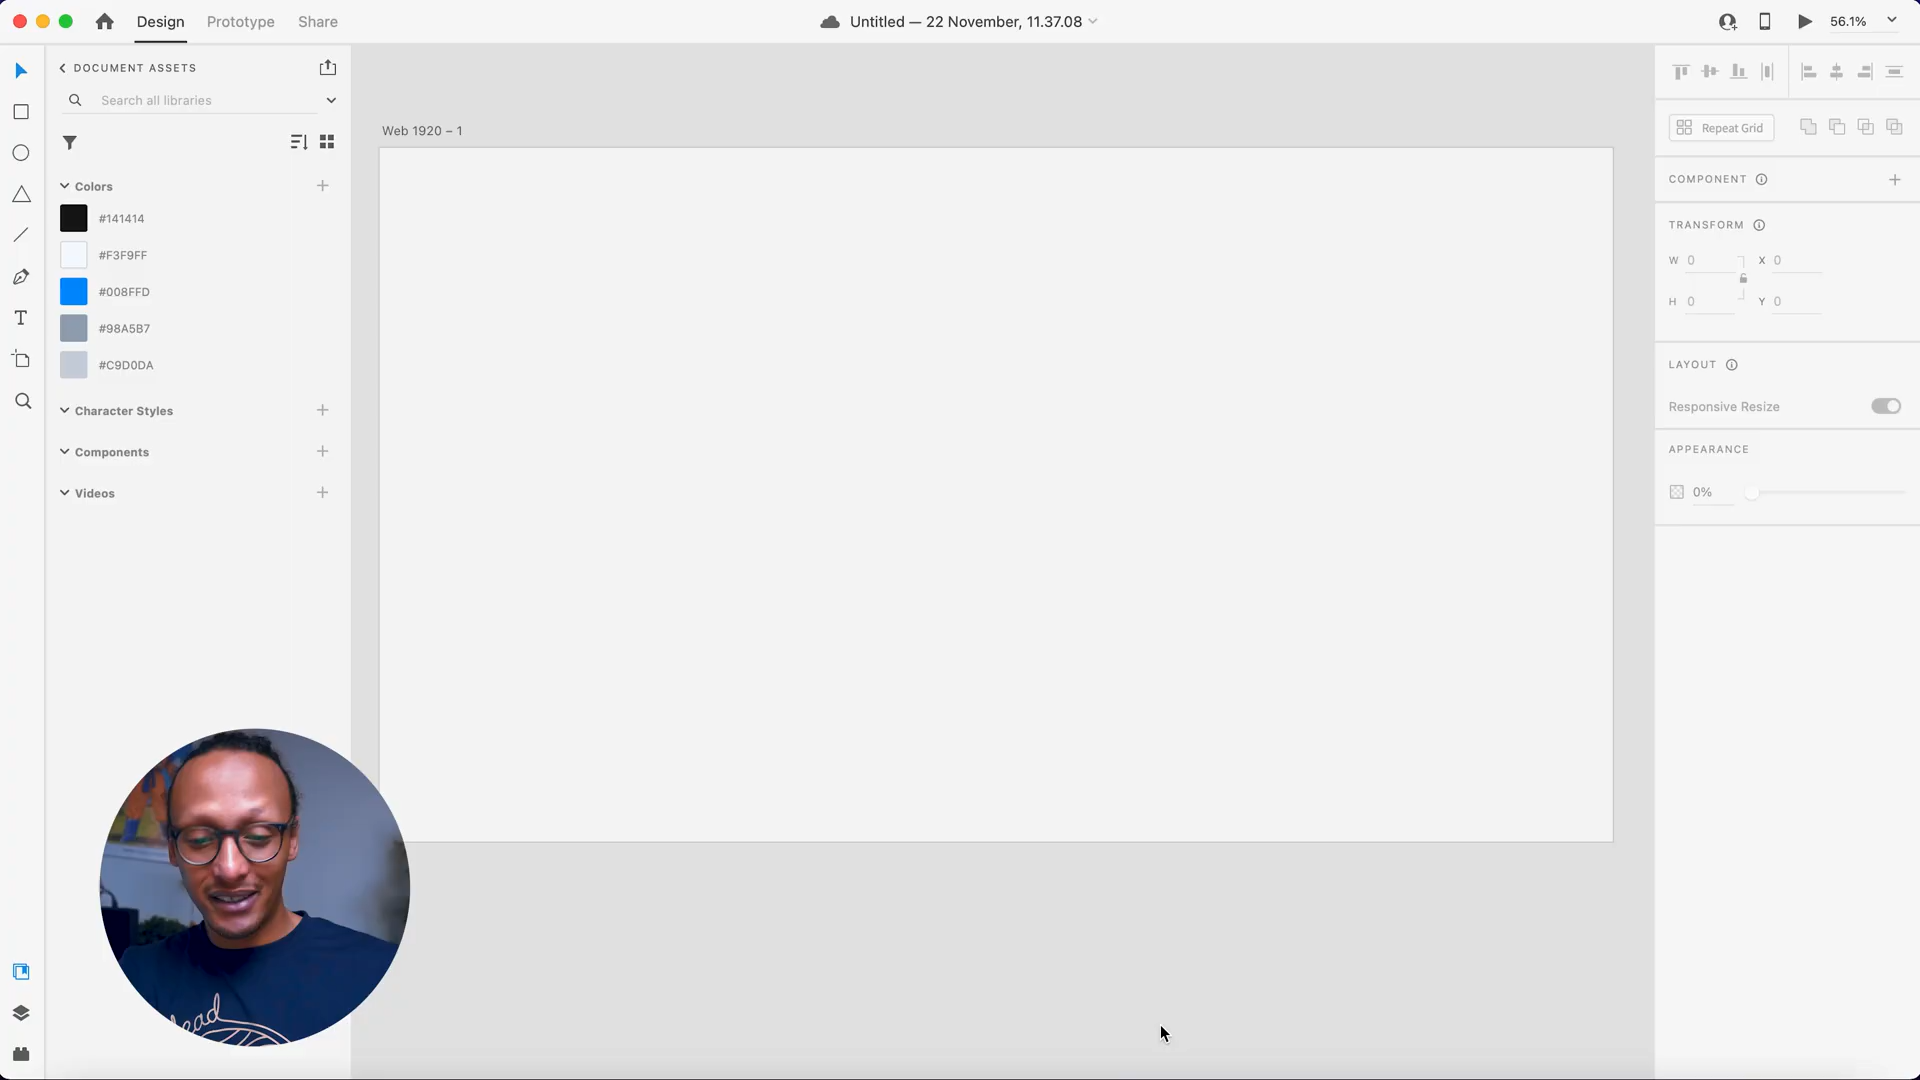 Design
Prototype
Share
Untitled — 22 November, 11.37.08
56.1%
DOCUMENT ASSETS
Search all libraries
Colors
#141414
#F3F9FF
#008FFD
#98A5B7
#C9D0DA
Character Styles
Components
Videos
Web 1920 – 1
Repeat Grid
COMPONENT
TRANSFORM
W 0
X 0
H 0
Y 0
LAYOUT
Responsive Resize
APPEARANCE
0%